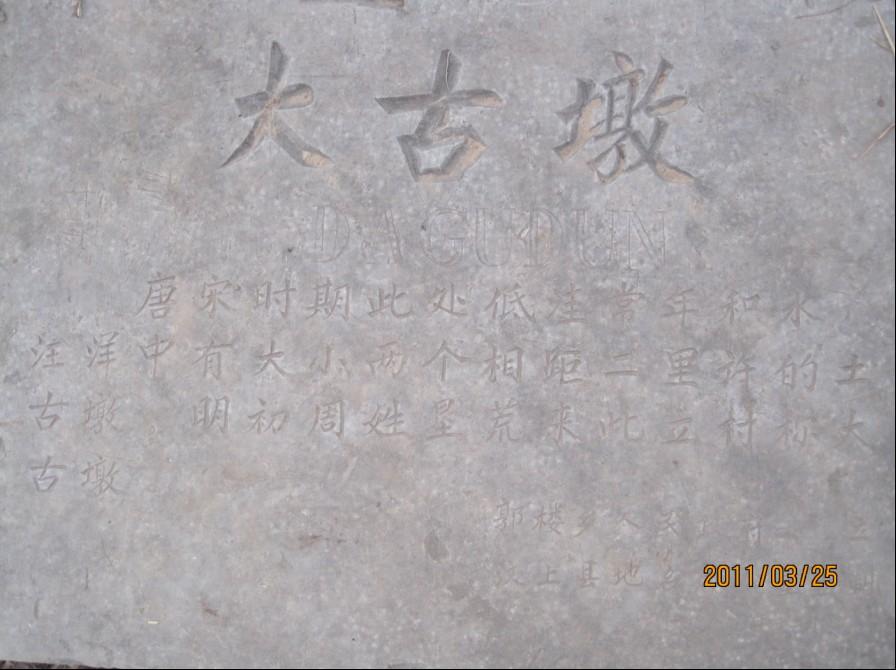 大古墩
DAGUDUN
唐宋时期此处低洼常年积水
汪洋中有大小两个相距二里许的土
古墩明初周姓垦荒来此立村称大
古墩
郭楼乡人 府 立
上县地
2011/03/25